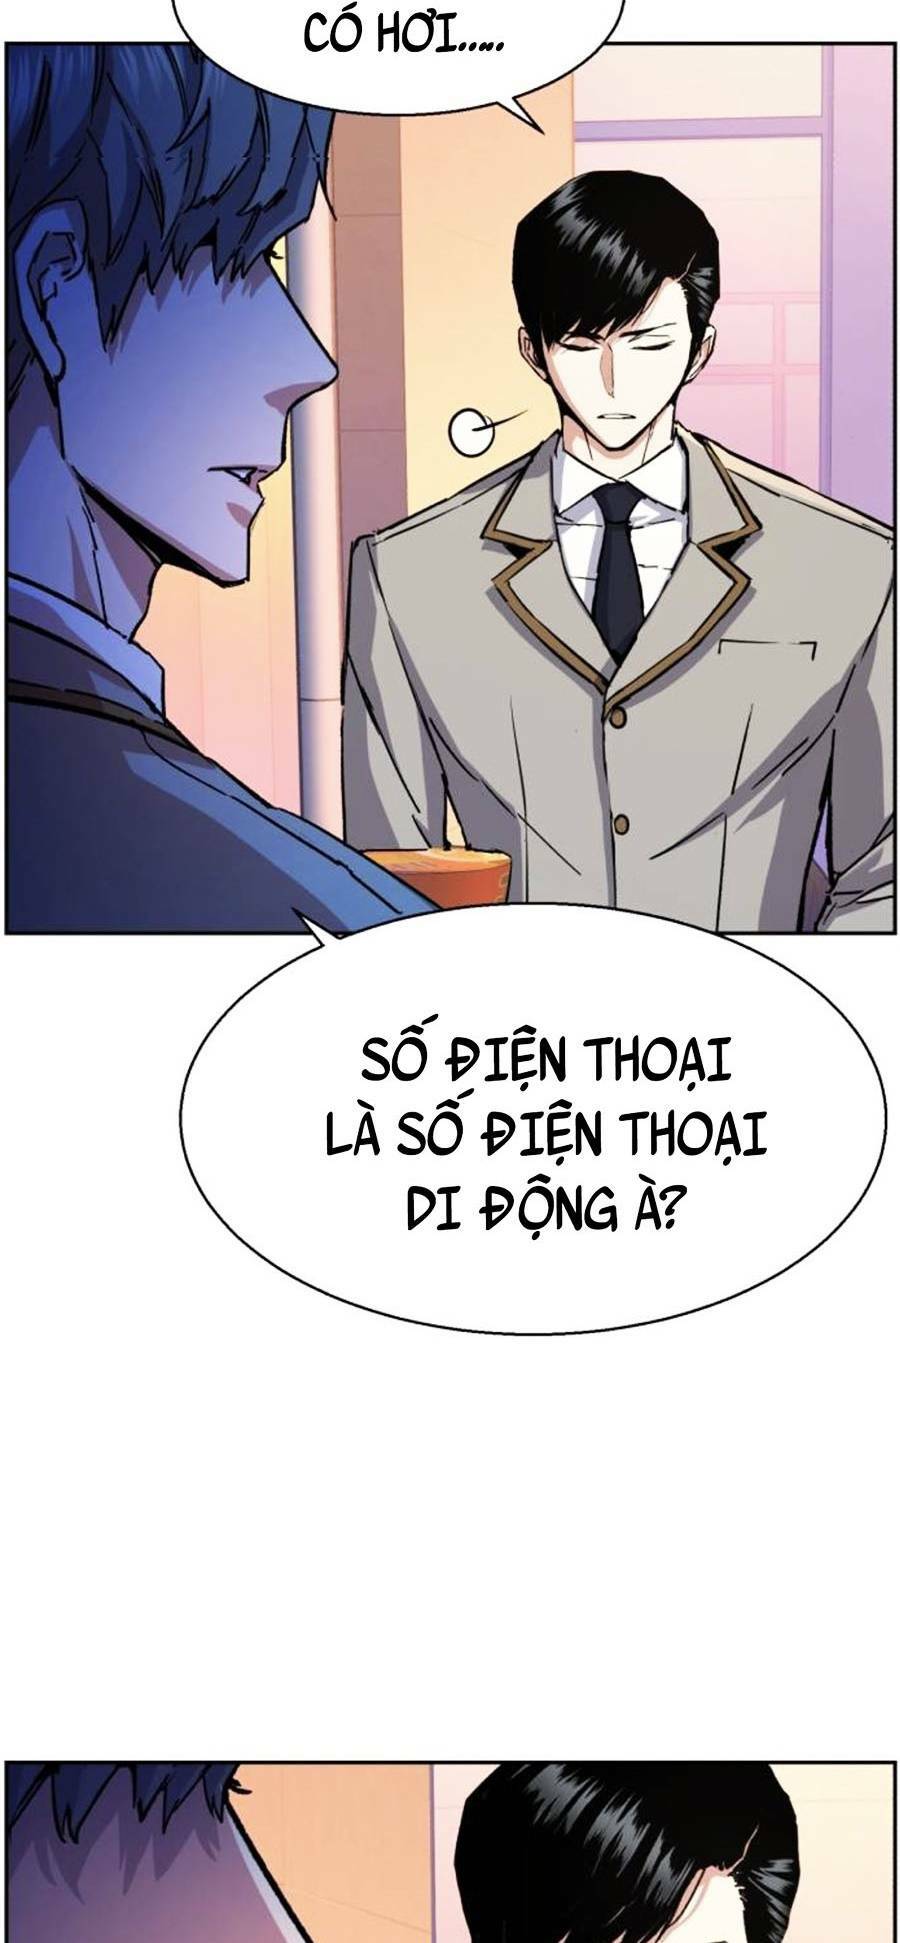 CÓ HƠI.....
SỐ ĐIỆN THOẠI
LÀ SỐ ĐIỆN THOẠI
DI ĐỘNG À?